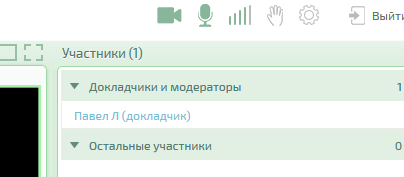 Выйти
Участники (1)
Докладчики и модераторы 1
Павел Л (докладчик)
Остальные участники 0